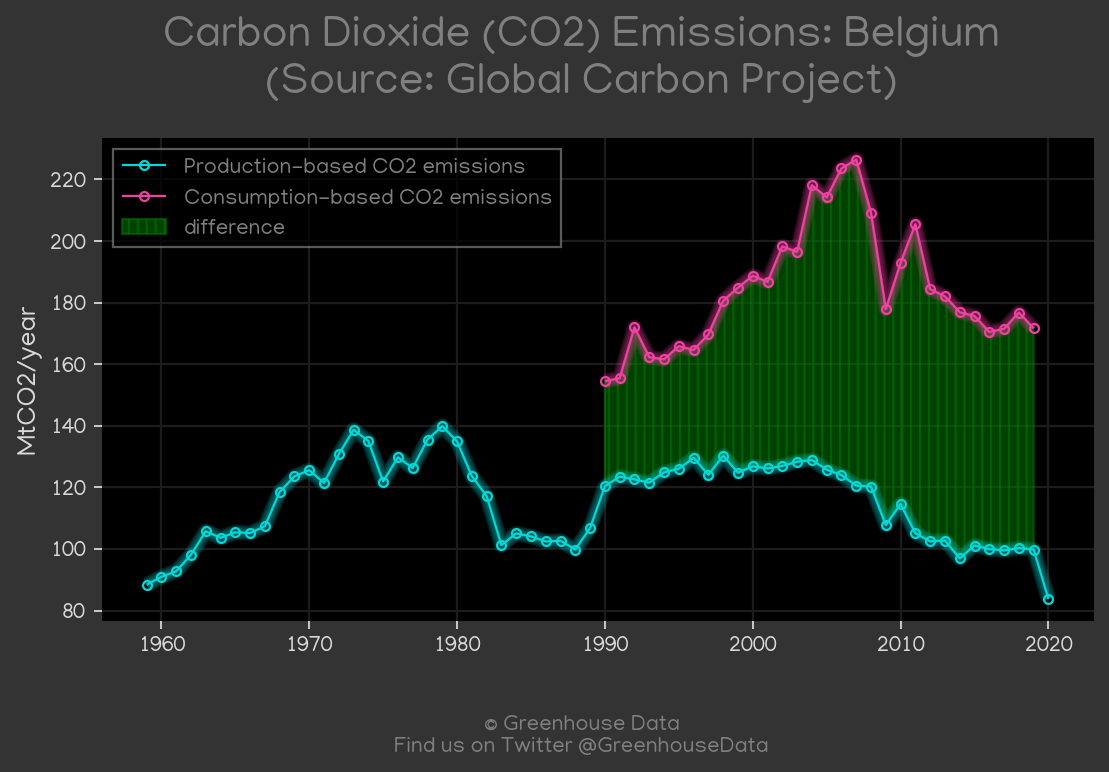 Carbon Dioxide (CO2) Emissions: Belgium
(Source: Global Carbon Project)
Production-based CO2 emissions
Consumption-based CO2 emissions
difference
MtCO2/year
220
200
180
160
140
120
100
80
1960 1970 1980 1990 2000 2010 2020
© Greenhouse Data
Find us on Twitter @GreenhouseData